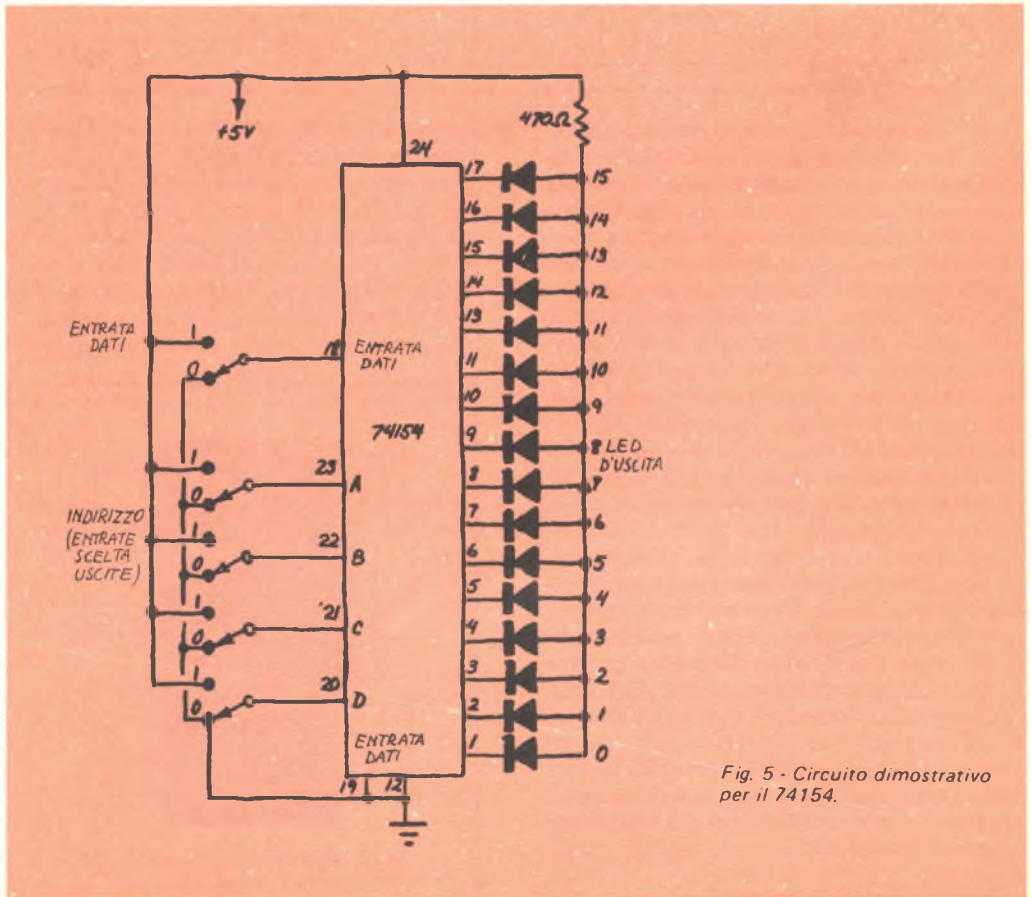 +5V
470Ω
24
17
15
16
14
15
13
14
12
13
11
11
10
10
9
9
8 LED
D'USCITA
8
7
7
6
6
5
5
4
4
3
3
2
2
1
1
0
ENTRATA
DATI
1
0
18
ENTRATA
DATI
74154
1
0
23
A
INDIRIZZO
(ENTRATE
SCELTA
USCITE)
1
0
22
B
1
0
21
C
1
0
20
D
ENTRATA
DATI
19
12
Fig. 5 - Circuito dimostrativo
per il 74154.